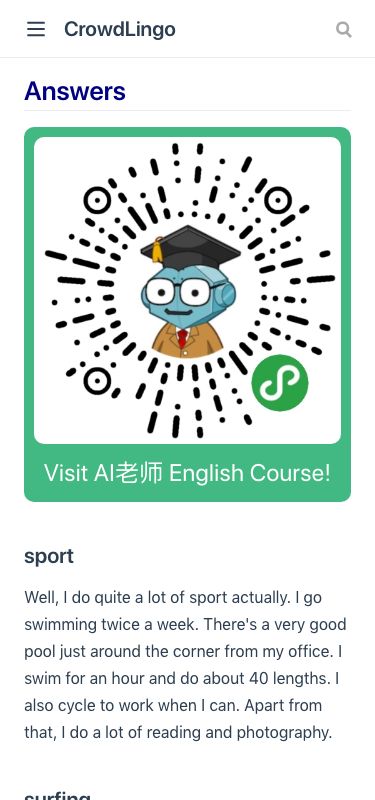 CrowdLingo
Answers
Visit AI老师 English Course!
sport
Well, I do quite a lot of sport actually. I go
swimming twice a week. There's a very good
pool just around the corner from my office. I
swim for an hour and do about 40 lengths. I
also cycle to work when I can. Apart from
that, I do a lot of reading and photography.
surfing